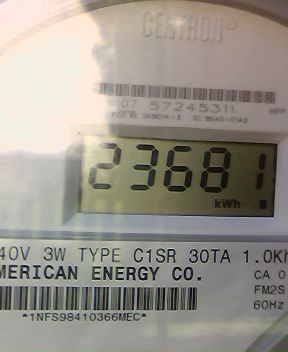 CENTRON®
07 57245311
23681
kWh
40V 3W TYPE C1SR 30TA 1.0Kh
MERICAN ENERGY CO.
CA 0
FM2S
60Hz
*1NFS98410366MEC*